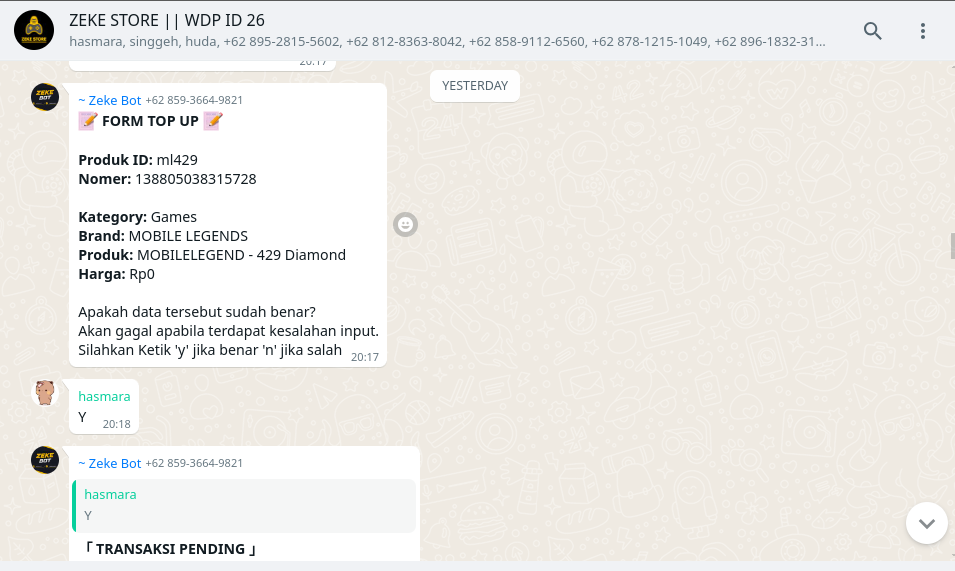 ZEKE STORE || WDP ID 26
hasmara, singgeh, huda, +62 895-2815-5602, +62 812-8363-8042, +62 858-9112-6560, +62 878-1215-1049, +62 896-1832-31...
20:17
YESTERDAY
~ Zeke Bot +62 859-3664-9821
📝 FORM TOP UP 📝
Produk ID: ml429
Nomer: 138805038315728
Kategory: Games
Brand: MOBILE LEGENDS
Produk: MOBILELEGEND - 429 Diamond
Harga: Rp0
Apakah data tersebut sudah benar?
Akan gagal apabila terdapat kesalahan input.
Silahkan Ketik 'y' jika benar 'n' jika salah 20:17
hasmara
Y 20:18
~ Zeke Bot +62 859-3664-9821
hasmara
Y
「 TRANSAKSI PENDING 」